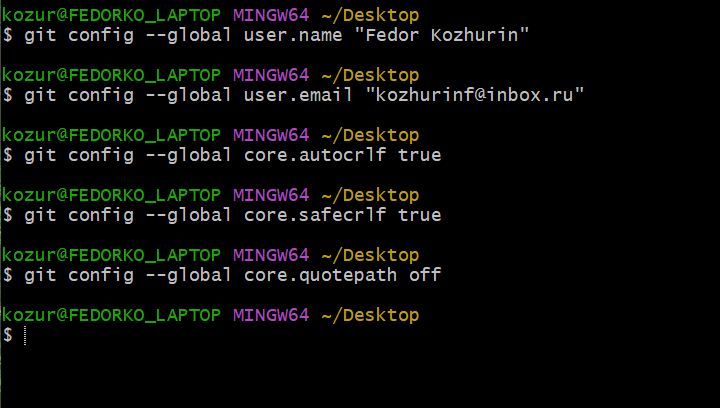 kozur@FEDORKO_LAPTOP MINGW64 ~/Desktop
$ git config --global user.name "Fedor Kozhurin"
kozur@FEDORKO_LAPTOP MINGW64 ~/Desktop
$ git config --global user.email "kozhurinf@inbox.ru"
kozur@FEDORKO_LAPTOP MINGW64 ~/Desktop
$ git config --global core.autocrlf true
kozur@FEDORKO_LAPTOP MINGW64 ~/Desktop
$ git config --global core.safecrlf true
kozur@FEDORKO_LAPTOP MINGW64 ~/Desktop
$ git config --global core.quotepath off
kozur@FEDORKO_LAPTOP MINGW64 ~/Desktop
$